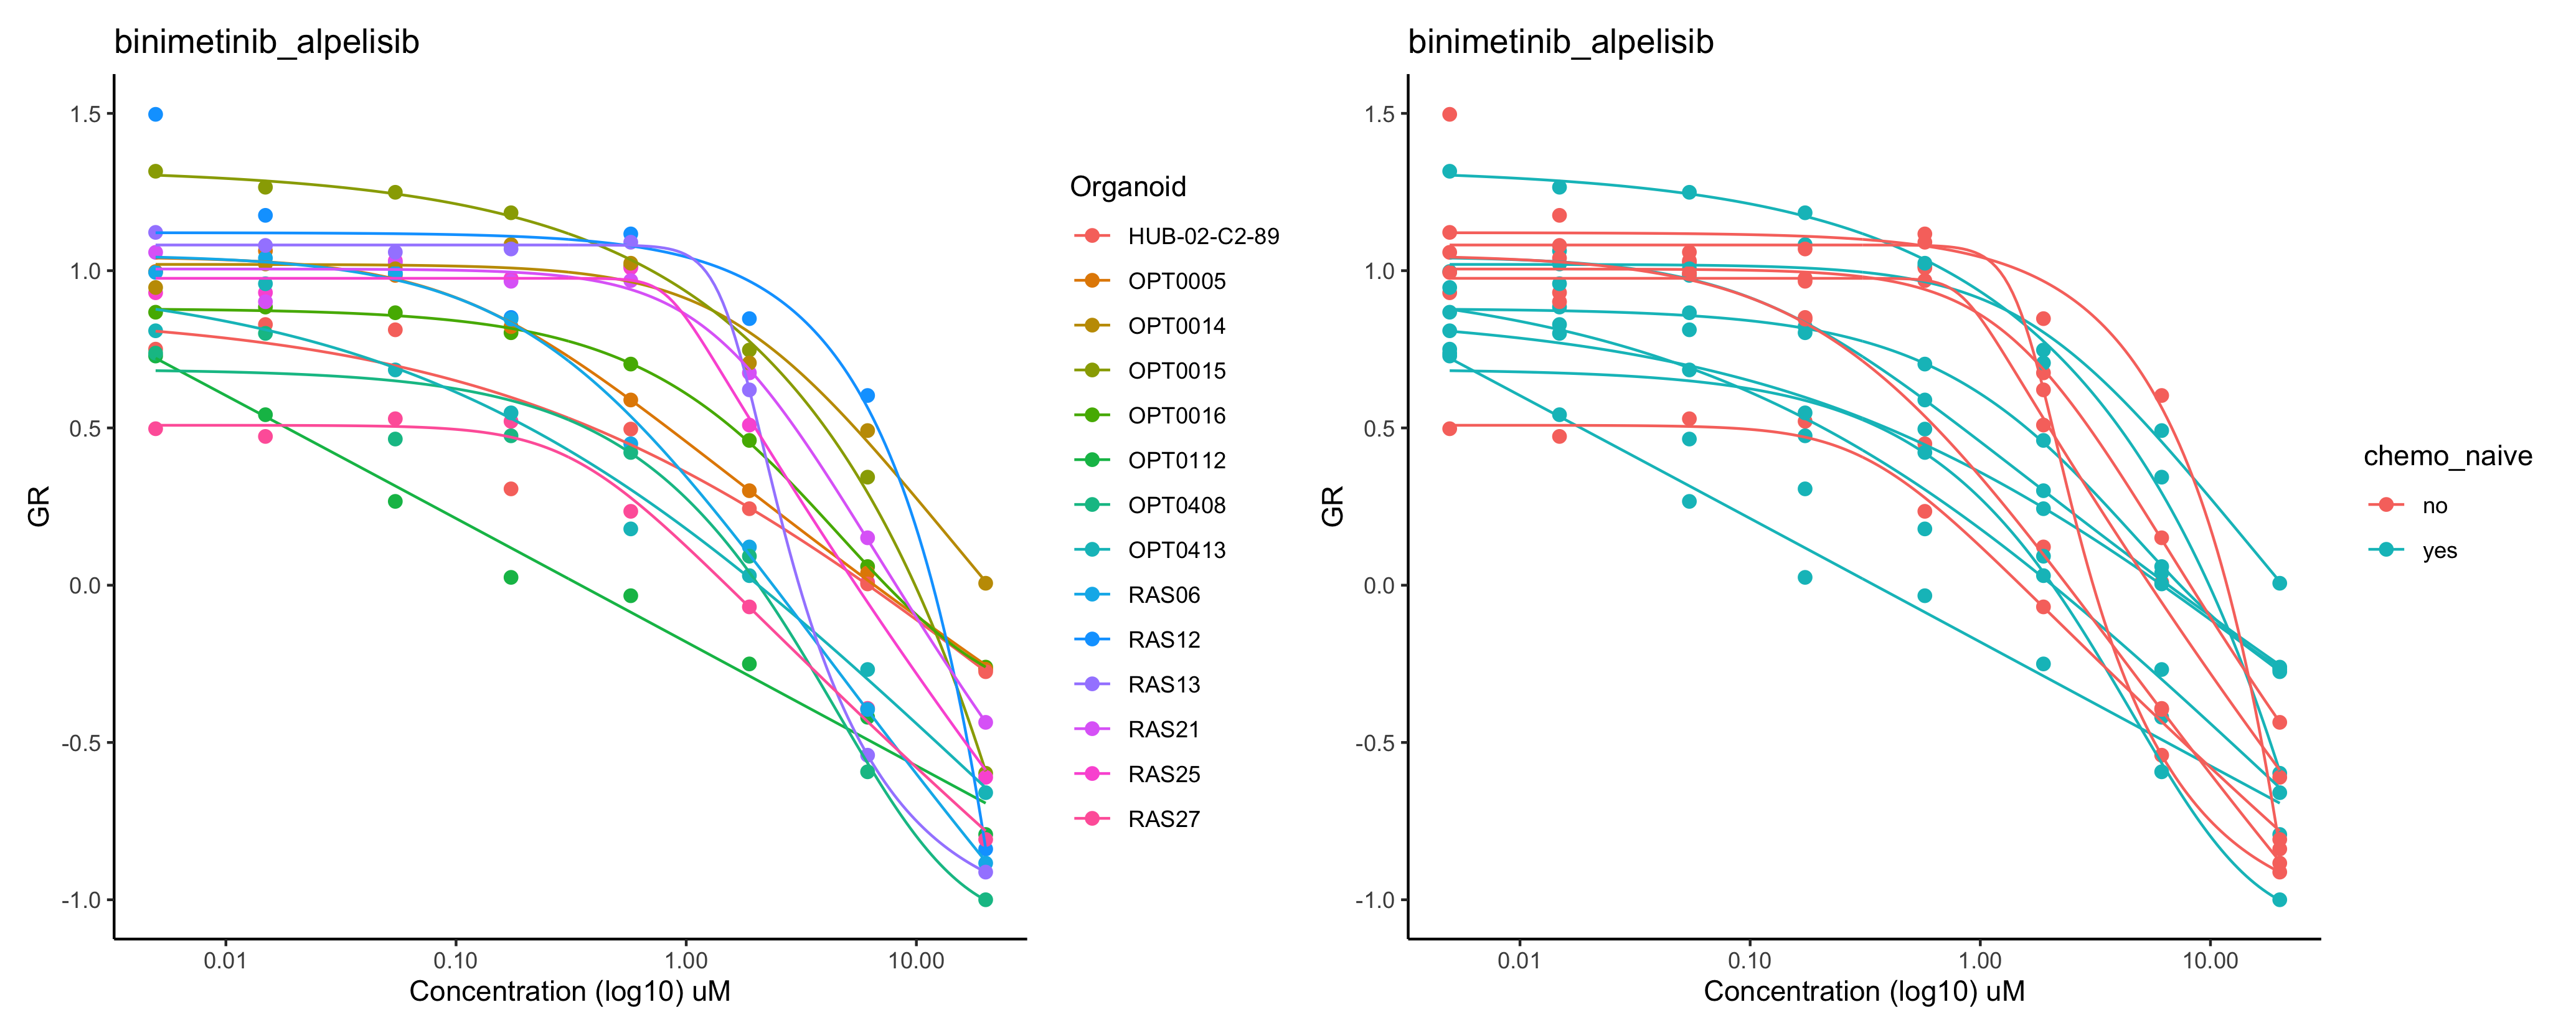 binimetinib_alpelisib
1.5
1.0
0.5
0.0
-0.5
-1.0
GR
0.01
0.10
1.00
10.00
Concentration (log10) uM
Organoid
HUB-02-C2-89
OPT0005
OPT0014
OPT0015
OPT0016
OPT0112
OPT0408
OPT0413
RAS06
RAS12
RAS13
RAS21
RAS25
RAS27
binimetinib_alpelisib
1.5
1.0
0.5
0.0
-0.5
-1.0
GR
0.01
0.10
1.00
10.00
Concentration (log10) uM
chemo_naive
no
yes